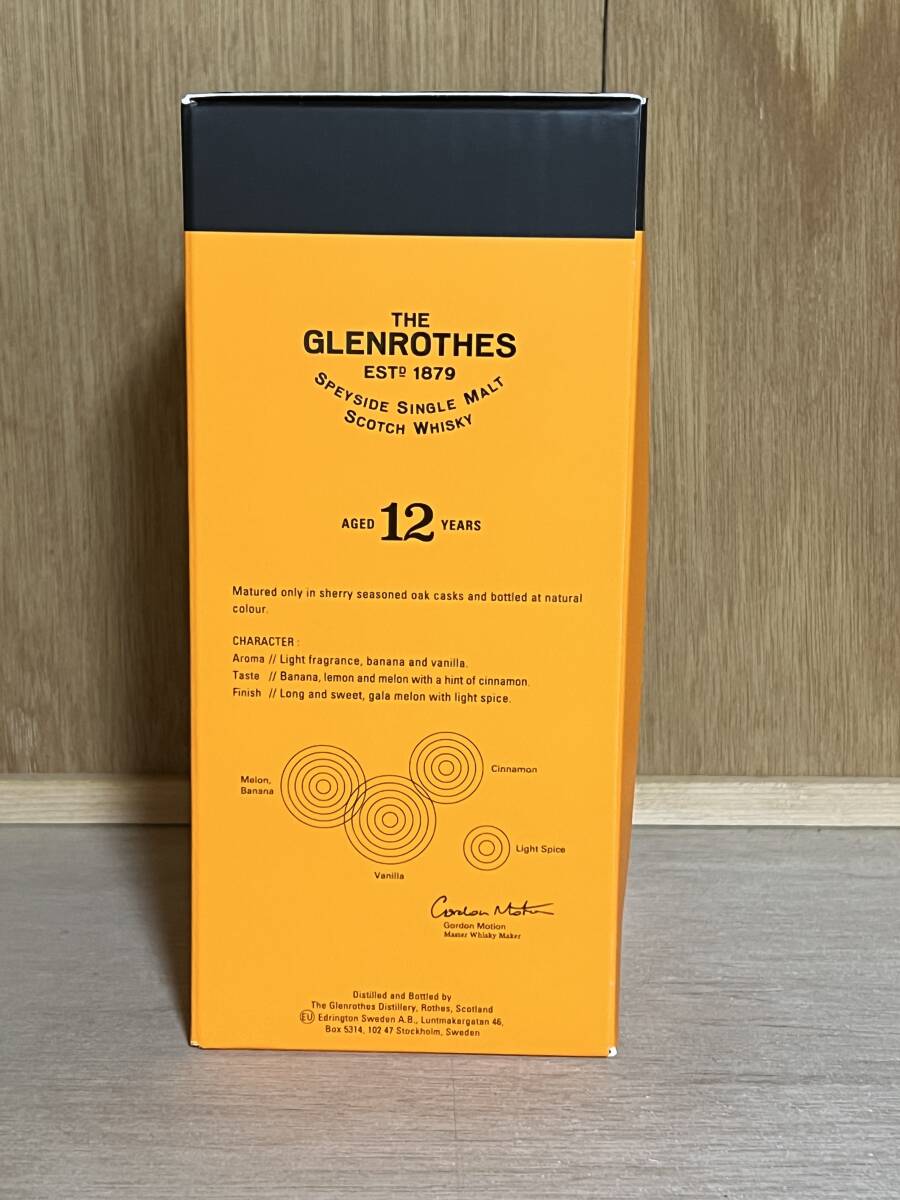 THE
GLENROTHES
ESTD 1879
SPEYSIDE SINGLE MALT
SCOTCH WHISKY
AGED 12 YEARS
Matured only in sherry seasoned oak casks and bottled at natural
colour.
CHARACTER :
Aroma // Light fragrance, banana and vanilla.
Taste // Banana, lemon and melon with a hint of cinnamon.
Finish // Long and sweet, gala melon with light spice.
Melon,
Banana
Cinnamon
Vanilla
Light Spice
Gordon Motion
Gordon Motion
Master Whisky Maker
Distilled and Bottled by
The Glenrothes Distillery, Rothes, Scotland
EU Edrington Sweden A.B., Luntmakergatan 46,
Box 5314, 102 47 Stockholm, Sweden